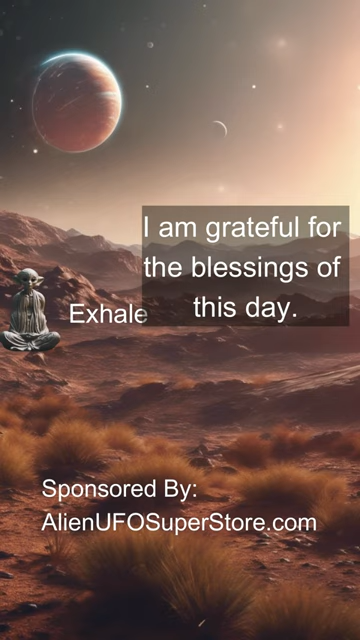 I am grateful for
the blessings of
this day.
Exhale
Sponsored By:
AlienUFOSuperStore.com